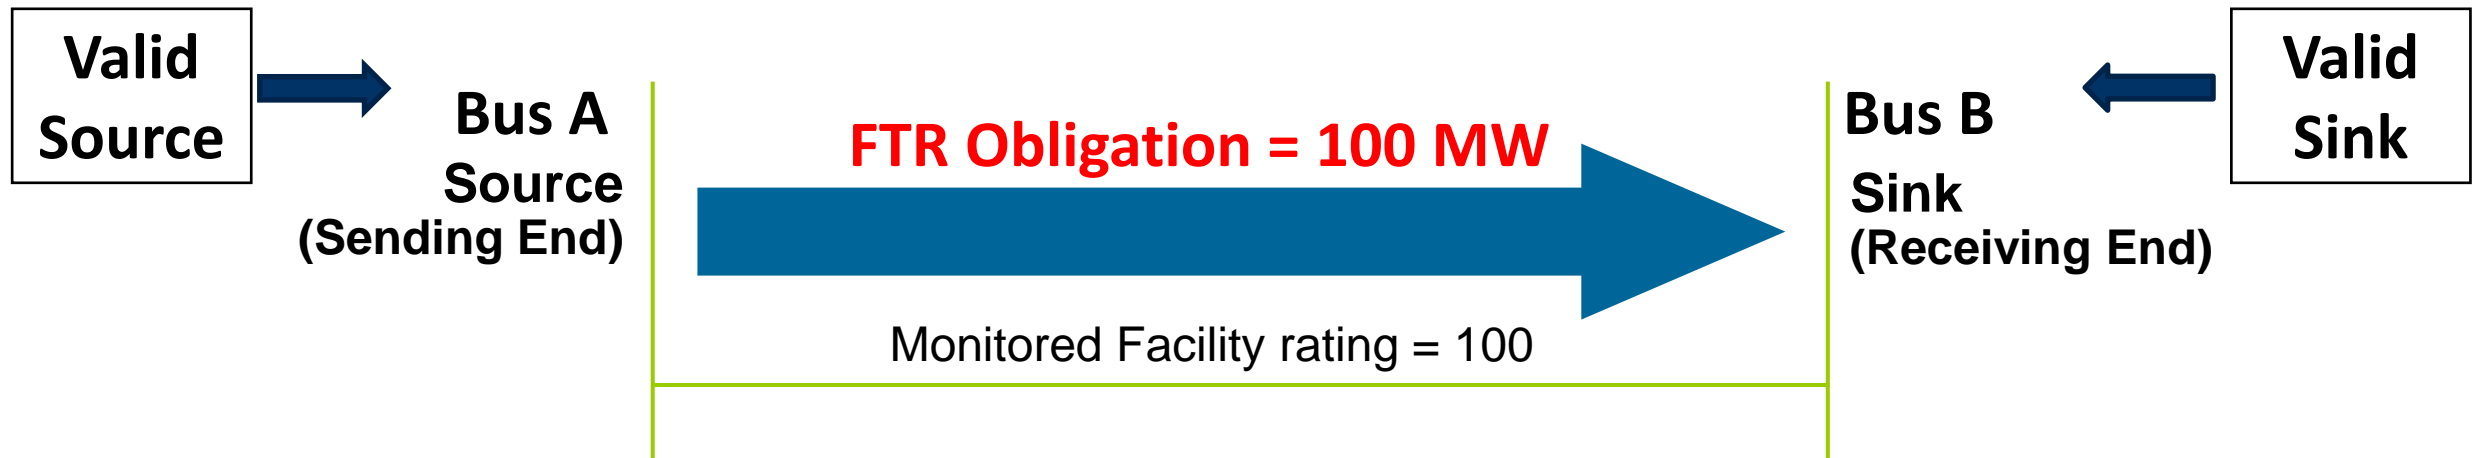 Valid
Source
Bus A
Source
(Sending End)
FTR Obligation = 100 MW
Monitored Facility rating = 100
Bus B
Sink
(Receiving End)
Valid
Sink